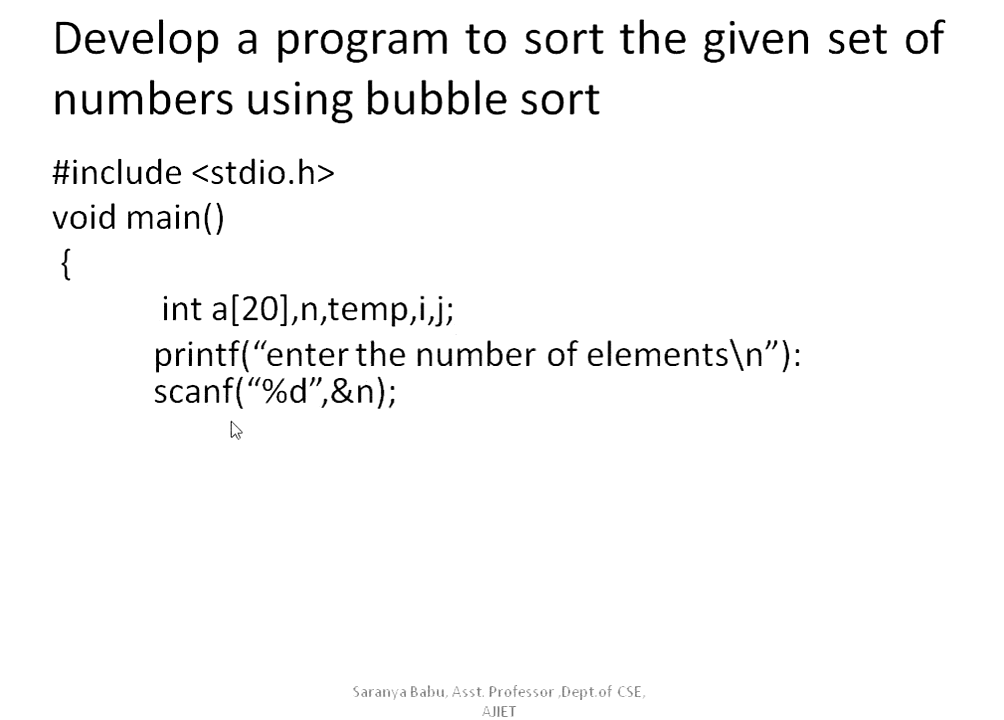 Develop a program to sort the given set of
numbers using bubble sort
#include <stdio.h>
void main()
{
int a[20],n,temp,i,j;
printf(“enter the number of elements\n”):
scanf(“%d”,&n);
Saranya Babu, Asst. Professor ,Dept.of CSE,
AJIET